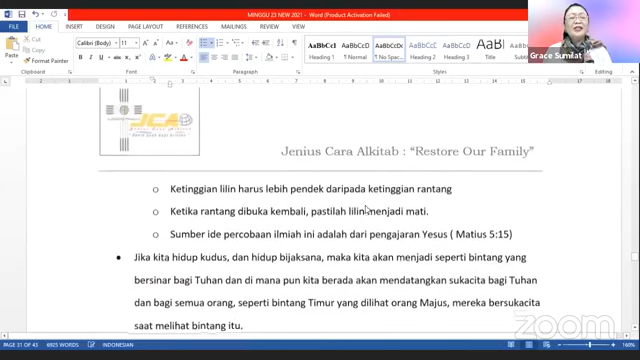 MINGGU 23 NEW 2021 - Word (Product Activation Failed)
FILE HOME INSERT DESIGN PAGE LAYOUT REFERENCES MAILINGS REVIEW VIEW
Calibri (Body) 11
Paste
Format Painter
Clipboard Font Paragraph Styles
AaBbCcI AaBbCcDc AaBbCcDc AaBbCcD AaBbCcD AaBbCcD AaB
Heading 1 ¶ Normal ¶ No Spac... Heading 2 Heading 3 Heading 4 Title
Grace Sumilat
JCA
Jenius Cara Alkitab : "Restore Our Family"
o Ketinggian lilin harus lebih pendek daripada ketinggian rantang
o Ketika rantang dibuka kembali, pastilah lilin menjadi mati.
o Sumber ide percobaan ilmiah ini adalah dari pengajaran Yesus ( Matius 5:15)
• Jika kita hidup kudus, dan hidup bijaksana, maka kita akan menjadi seperti bintang yang
bersinar bagi Tuhan dan di mana pun kita berada akan mendatangkan sukacita bagi Tuhan
dan bagi semua orang, seperti bintang Timur yang dilihat orang Majus, mereka bersukacita
saat melihat bintang itu.
zoom
PAGE 31 OF 43 6925 WORDS INDONESIAN 160%